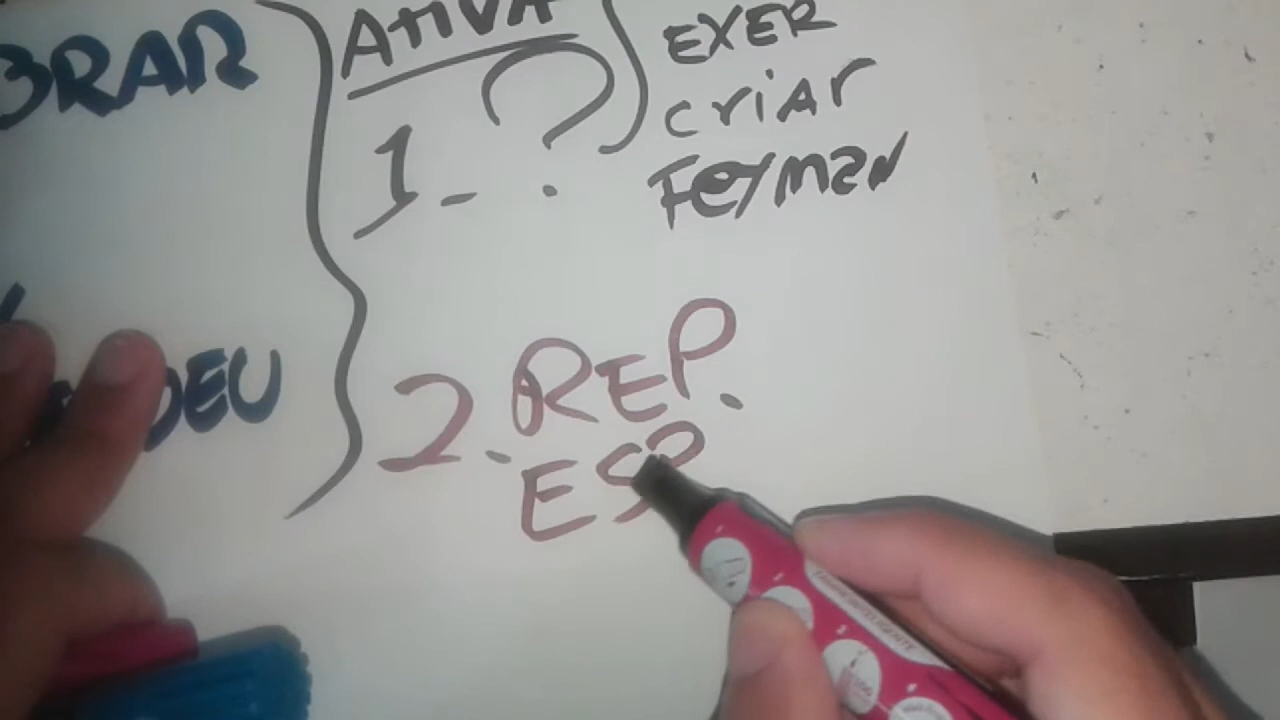 BRAR
ATIVA
1- ?
EXER
criAr
FEYMAN
DEU
2. REP.
ESP